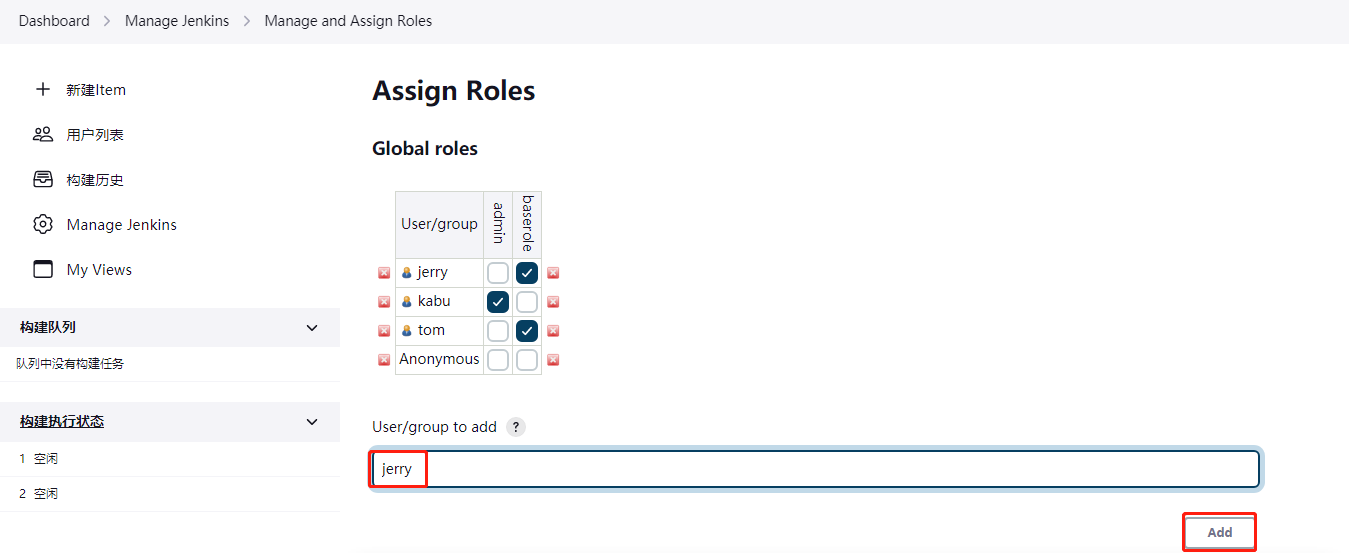 Dashboard > Manage Jenkins > Manage and Assign Roles
新建Item
用户列表
构建历史
Manage Jenkins
My Views
构建队列
队列中没有构建任务
构建执行状态
1 空闲
2 空闲
Assign Roles
Global roles
User/group admin baserole
jerry
kabu
tom
Anonymous
User/group to add ?
jerry
Add